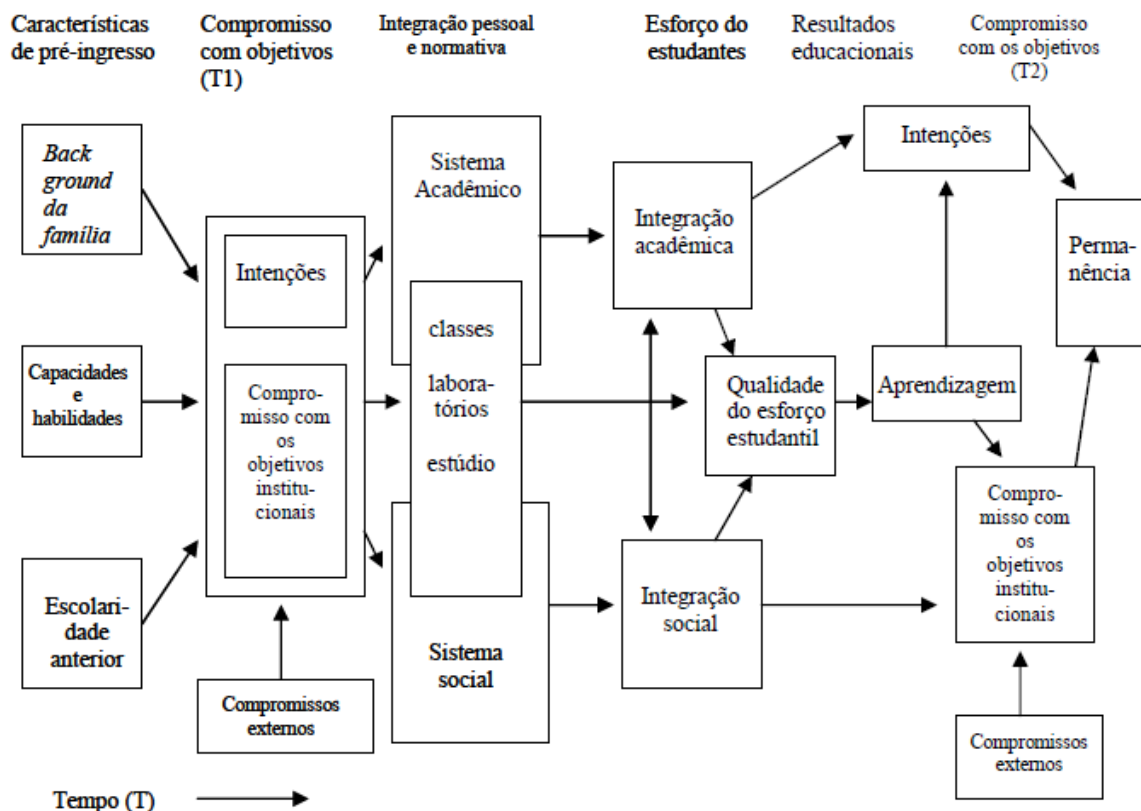 Características
de pré-ingresso
Compromisso
com objetivos
(T1)
Integração pessoal
e normativa
Esforço do
estudantes
Resultados
educacionais
Compromisso
com os objetivos
(T2)
Back
ground
da
família
Capacidades
e
habilidades
Escolari-
dade
anterior
Intenções
Compro-
misso com
os
objetivos
institu-
cionais
Compromissos
externos
Sistema
Acadêmico
classes
labora-
tórios
estúdio
Sistema
social
Integração
acadêmica
Qualidade
do esforço
estudantil
Integração
social
Intenções
Aprendizagem
Compro-
misso com
os
objetivos
institu-
cionais
Compromissos
externos
Perma-
nência
Tempo (T)